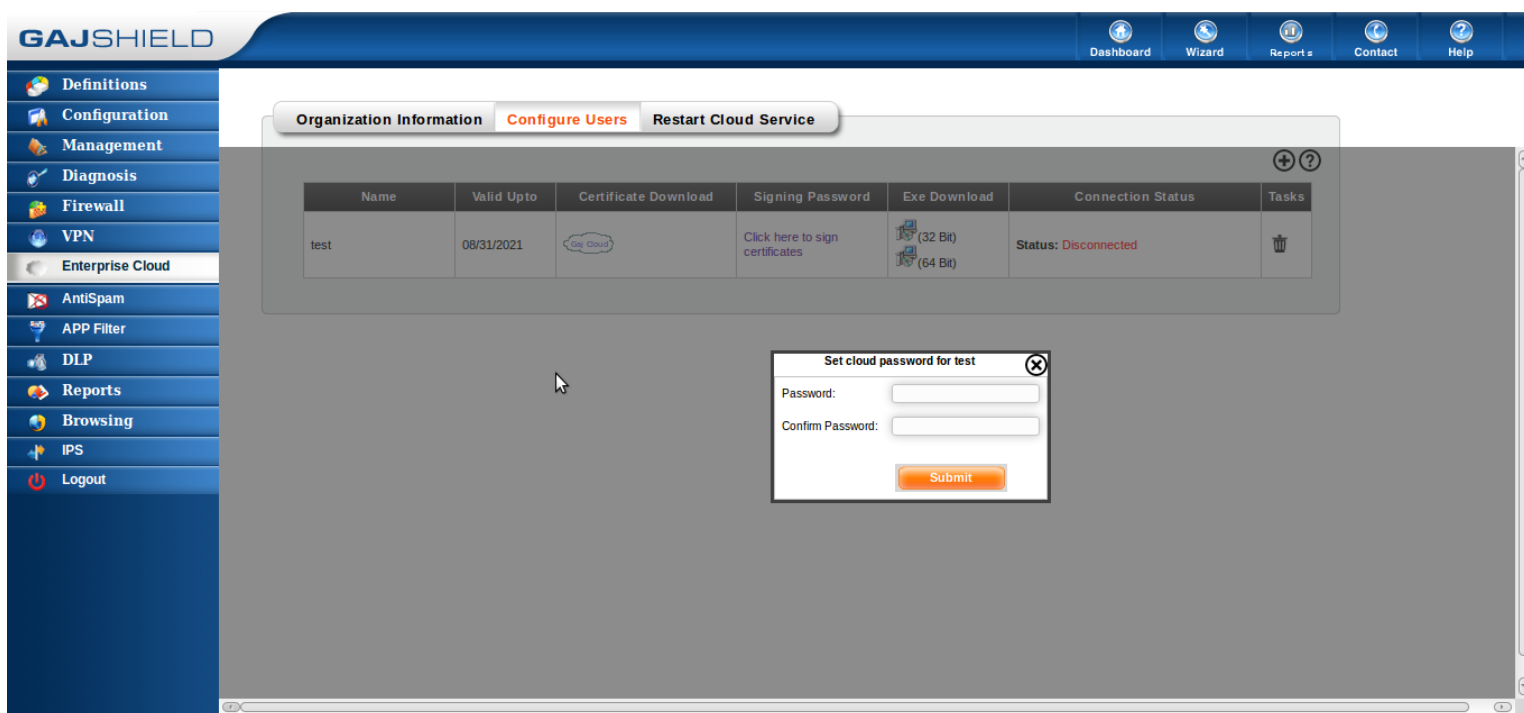 GAJSHIELD
Dashboard
Wizard
Reports
Contact
Help
Definitions
Configuration
Management
Diagnosis
Firewall
VPN
Enterprise Cloud
AntiSpam
APP Filter
DLP
Reports
Browsing
IPS
Logout
Organization Information
Configure Users
Restart Cloud Service
Name
Valid Upto
Certificate Download
Signing Password
Exe Download
Connection Status
Tasks
test
08/31/2021
Gaj Cloud
Click here to sign
certificates
(32 Bit)
(64 Bit)
Status: Disconnected
Set cloud password for test
Password:
Confirm Password:
Submit